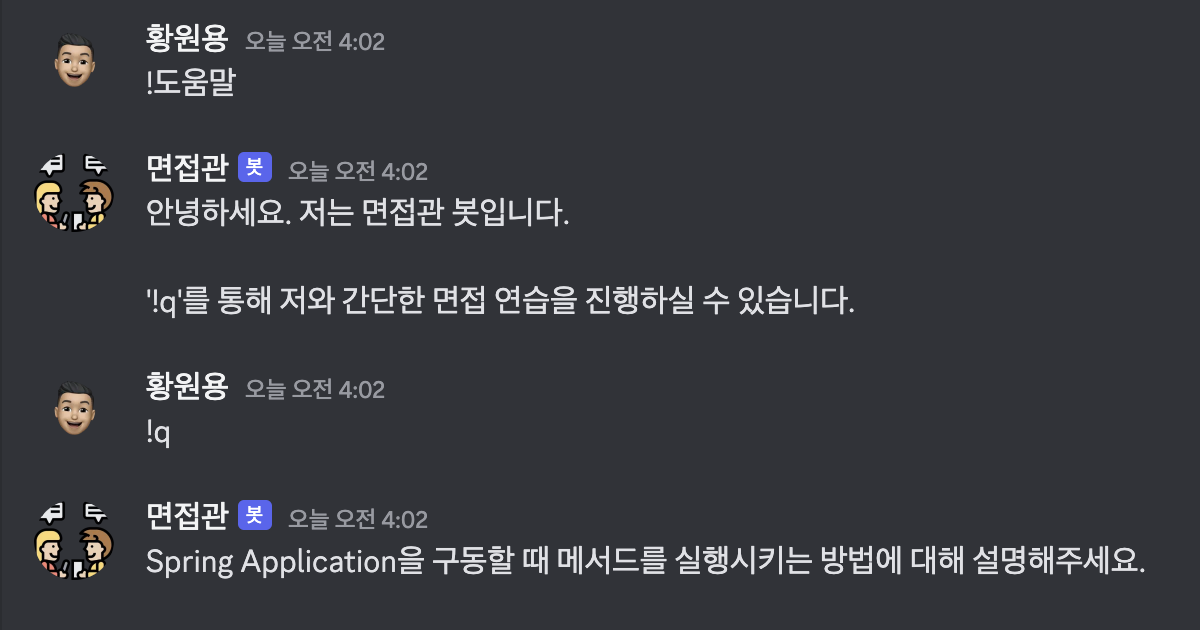 황원용 오늘 오전 4:02
!도움말
면접관 봇 오늘 오전 4:02
안녕하세요. 저는 면접관 봇입니다.
'!q'를 통해 저와 간단한 면접 연습을 진행하실 수 있습니다.
황원용 오늘 오전 4:02
!q
면접관 봇 오늘 오전 4:02
Spring Application을 구동할 때 메서드를 실행시키는 방법에 대해 설명해주세요.